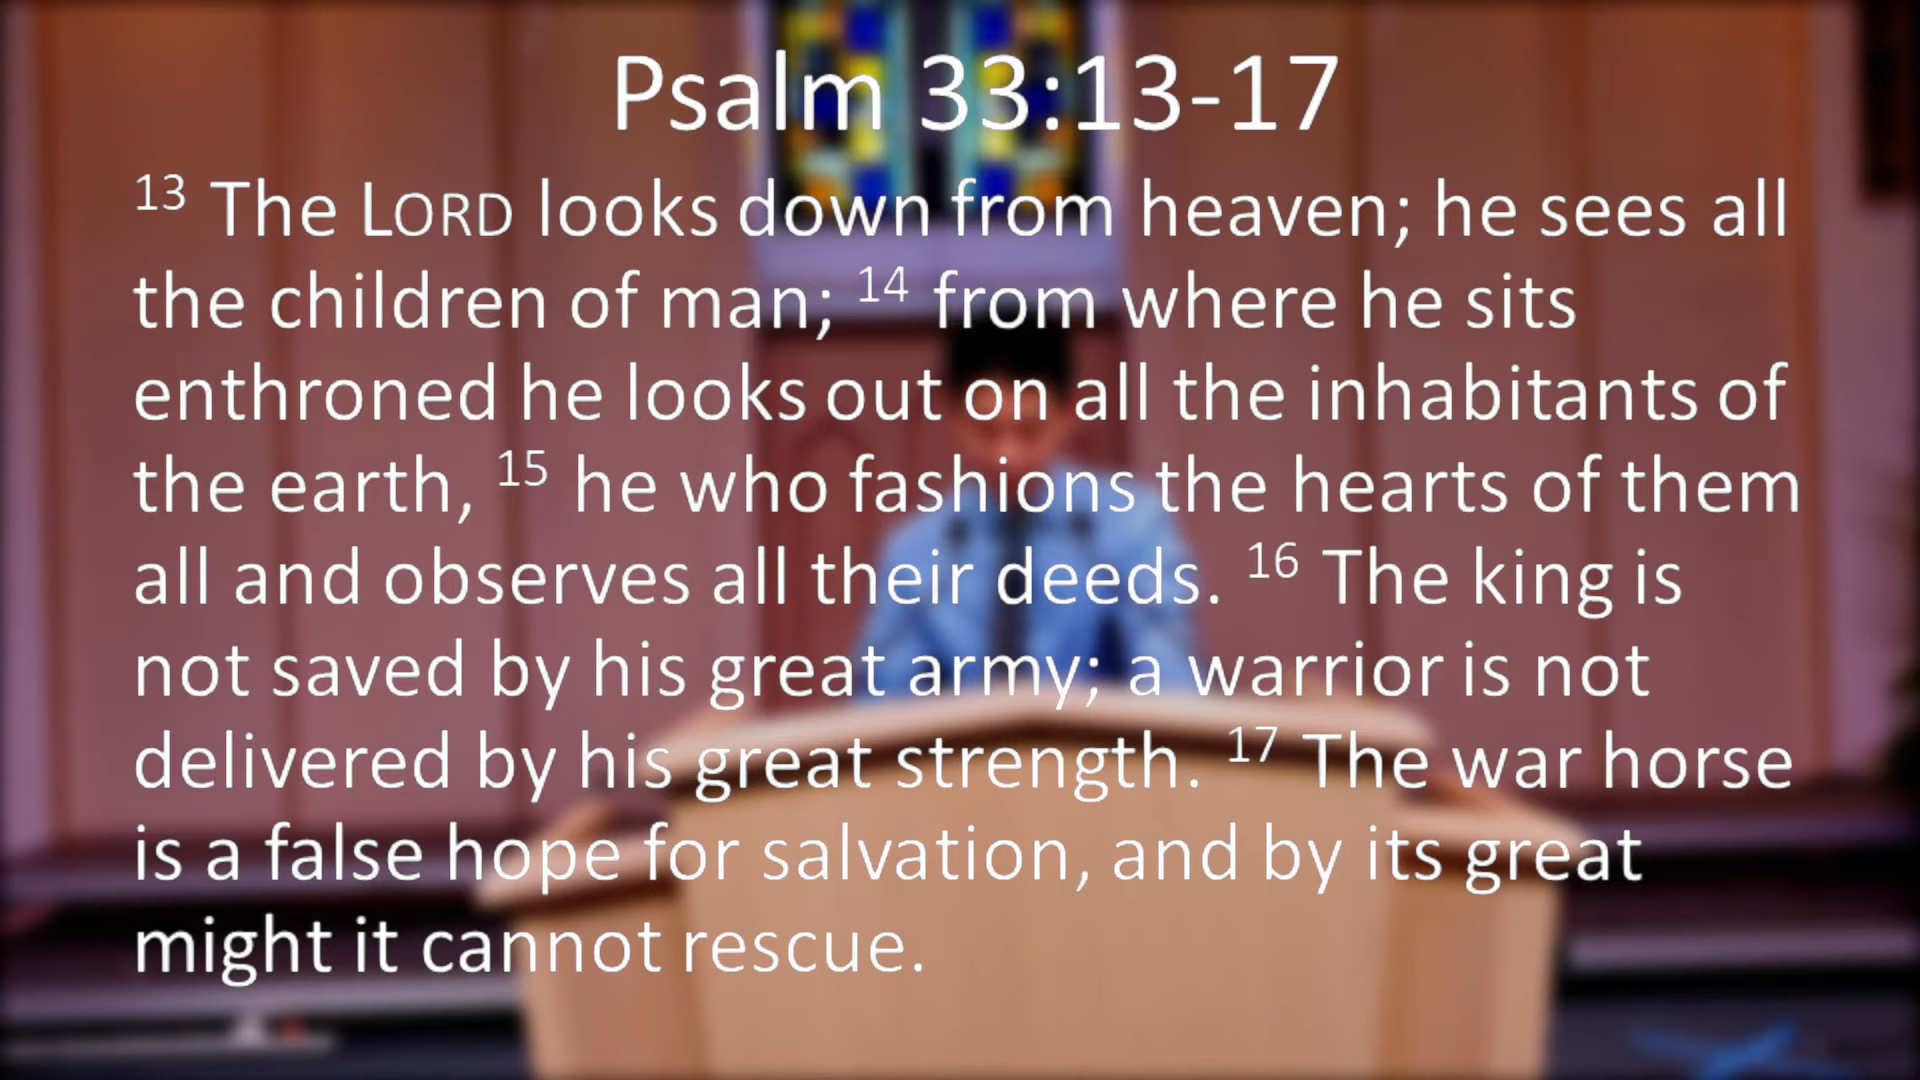 Psalm 33:13-17
13 The LORD looks down from heaven; he sees all
the children of man; 14 from where he sits
enthroned he looks out on all the inhabitants of
the earth, 15 he who fashions the hearts of them
all and observes all their deeds. 16 The king is
not saved by his great army; a warrior is not
delivered by his great strength. 17 The war horse
is a false hope for salvation, and by its great
might it cannot rescue.